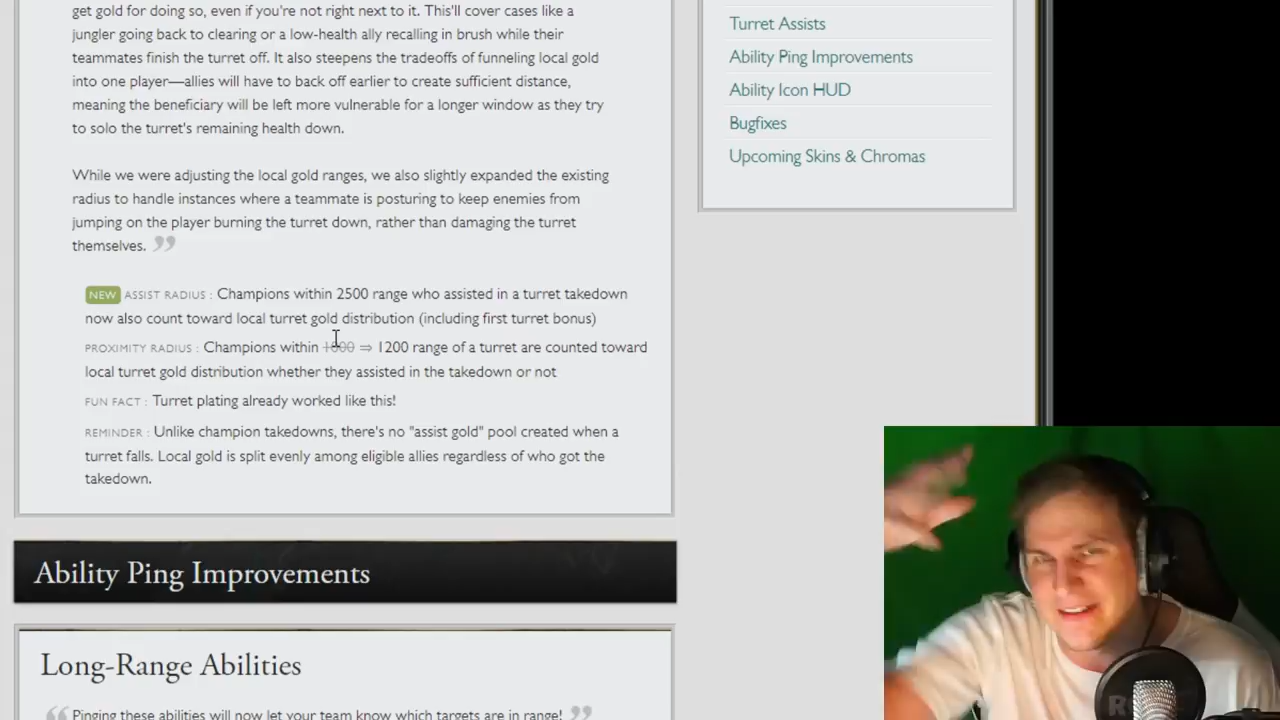 get gold for doing so, even if you're not right next to it. This'll cover cases like a
jungler going back to clearing or a low-health ally recalling in brush while their
teammates finish the turret off. It also steepens the tradeoffs of funneling local gold
into one player—allies will have to back off earlier to create sufficient distance,
meaning the beneficiary will be left more vulnerable for a longer window as they try
to solo the turret's remaining health down.
While we were adjusting the local gold ranges, we also slightly expanded the existing
radius to handle instances where a teammate is posturing to keep enemies from
jumping on the player burning the turret down, rather than damaging the turret
themselves. ”
NEW ASSIST RADIUS : Champions within 2500 range who assisted in a turret takedown
now also count toward local turret gold distribution (including first turret bonus)
PROXIMITY RADIUS : Champions within 1000 ⇒ 1200 range of a turret are counted toward
local turret gold distribution whether they assisted in the takedown or not
FUN FACT : Turret plating already worked like this!
REMINDER : Unlike champion takedowns, there's no "assist gold" pool created when a
turret falls. Local gold is split evenly among eligible allies regardless of who got the
takedown.
Ability Ping Improvements
Long-Range Abilities
“ Pinging these abilities will now let your team know which targets are in range! ”
Turret Assists
Ability Ping Improvements
Ability Icon HUD
Bugfixes
Upcoming Skins & Chromas